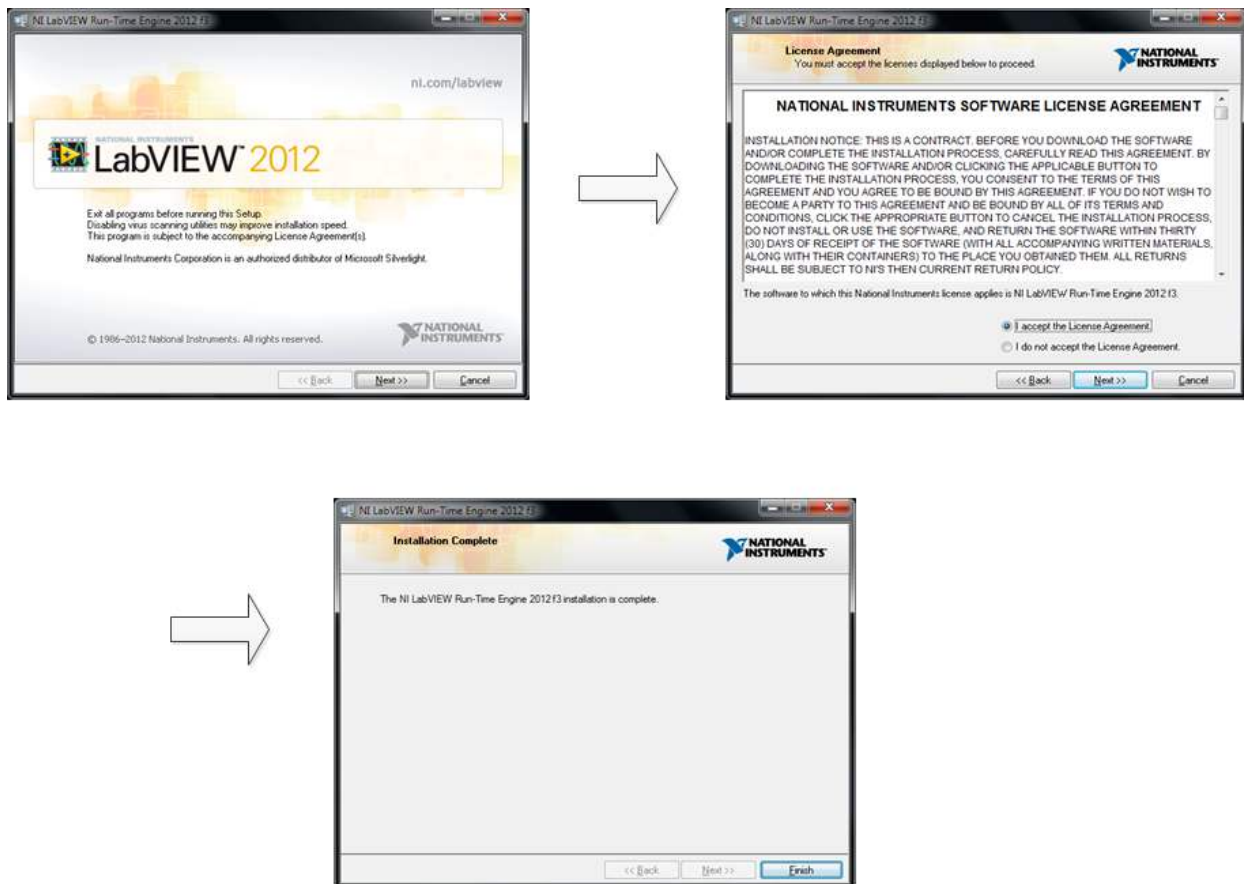 NI LabVIEW Run-Time Engine 2012 f3
ni.com/labview
NATIONAL INSTRUMENTS
LabVIEW™ 2012
Exit all programs before running this Setup.
Disabling virus scanning utilities may improve installation speed.
This program is subject to the accompanying License Agreement(s).
National Instruments Corporation is an authorized distributor of Microsoft Silverlight.
© 1986–2012 National Instruments. All rights reserved.
NATIONAL
INSTRUMENTS
<< Back Next >> Cancel
NI LabVIEW Run-Time Engine 2012 f3
License Agreement
You must accept the licenses displayed below to proceed.
NATIONAL
INSTRUMENTS
NATIONAL INSTRUMENTS SOFTWARE LICENSE AGREEMENT
INSTALLATION NOTICE: THIS IS A CONTRACT. BEFORE YOU DOWNLOAD THE SOFTWARE
AND/OR COMPLETE THE INSTALLATION PROCESS, CAREFULLY READ THIS AGREEMENT. BY
DOWNLOADING THE SOFTWARE AND/OR CLICKING THE APPLICABLE BUTTON TO
COMPLETE THE INSTALLATION PROCESS, YOU CONSENT TO THE TERMS OF THIS
AGREEMENT AND YOU AGREE TO BE BOUND BY THIS AGREEMENT. IF YOU DO NOT WISH TO
BECOME A PARTY TO THIS AGREEMENT AND BE BOUND BY ALL OF ITS TERMS AND
CONDITIONS, CLICK THE APPROPRIATE BUTTON TO CANCEL THE INSTALLATION PROCESS,
DO NOT INSTALL OR USE THE SOFTWARE, AND RETURN THE SOFTWARE WITHIN THIRTY
(30) DAYS OF RECEIPT OF THE SOFTWARE (WITH ALL ACCOMPANYING WRITTEN MATERIALS,
ALONG WITH THEIR CONTAINERS) TO THE PLACE YOU OBTAINED THEM. ALL RETURNS
SHALL BE SUBJECT TO NI'S THEN CURRENT RETURN POLICY.
The software to which this National Instruments license applies is NI LabVIEW Run-Time Engine 2012 f3.
I accept the License Agreement.
I do not accept the License Agreement.
<< Back Next >> Cancel
NI LabVIEW Run-Time Engine 2012 f3
Installation Complete
NATIONAL
INSTRUMENTS
The NI LabVIEW Run-Time Engine 2012 f3 installation is complete.
<< Back Next >> Finish